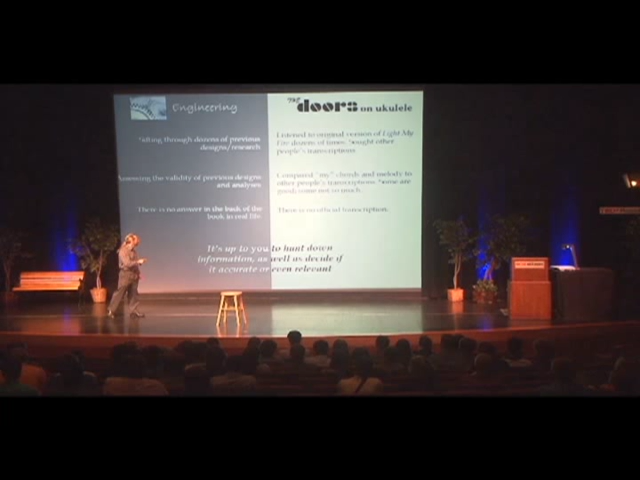 Engineering
THE doors on ukulele
Sifting through dozens of previous
designs/research
Listened to original version of Light My
Fire dozens of times. Sought other
people's transcriptions
Assessing the validity of previous designs
and analyses
Compared "my" chords and melody to
other people's transcriptions. Some are
good, some not so much.
There is no answer in the back of the
book in real life
There is no official transcription.
It's up to you to hunt down
information, as well as decide if
it accurate or even relevant